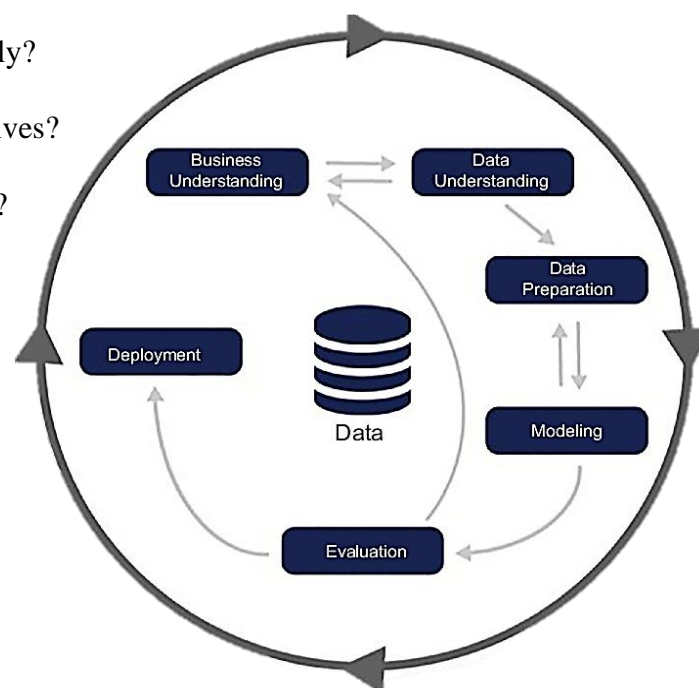 ly?
ves?
?
Business
Understanding
Data
Understanding
Data
Preparation
Deployment
Data
Modeling
Evaluation